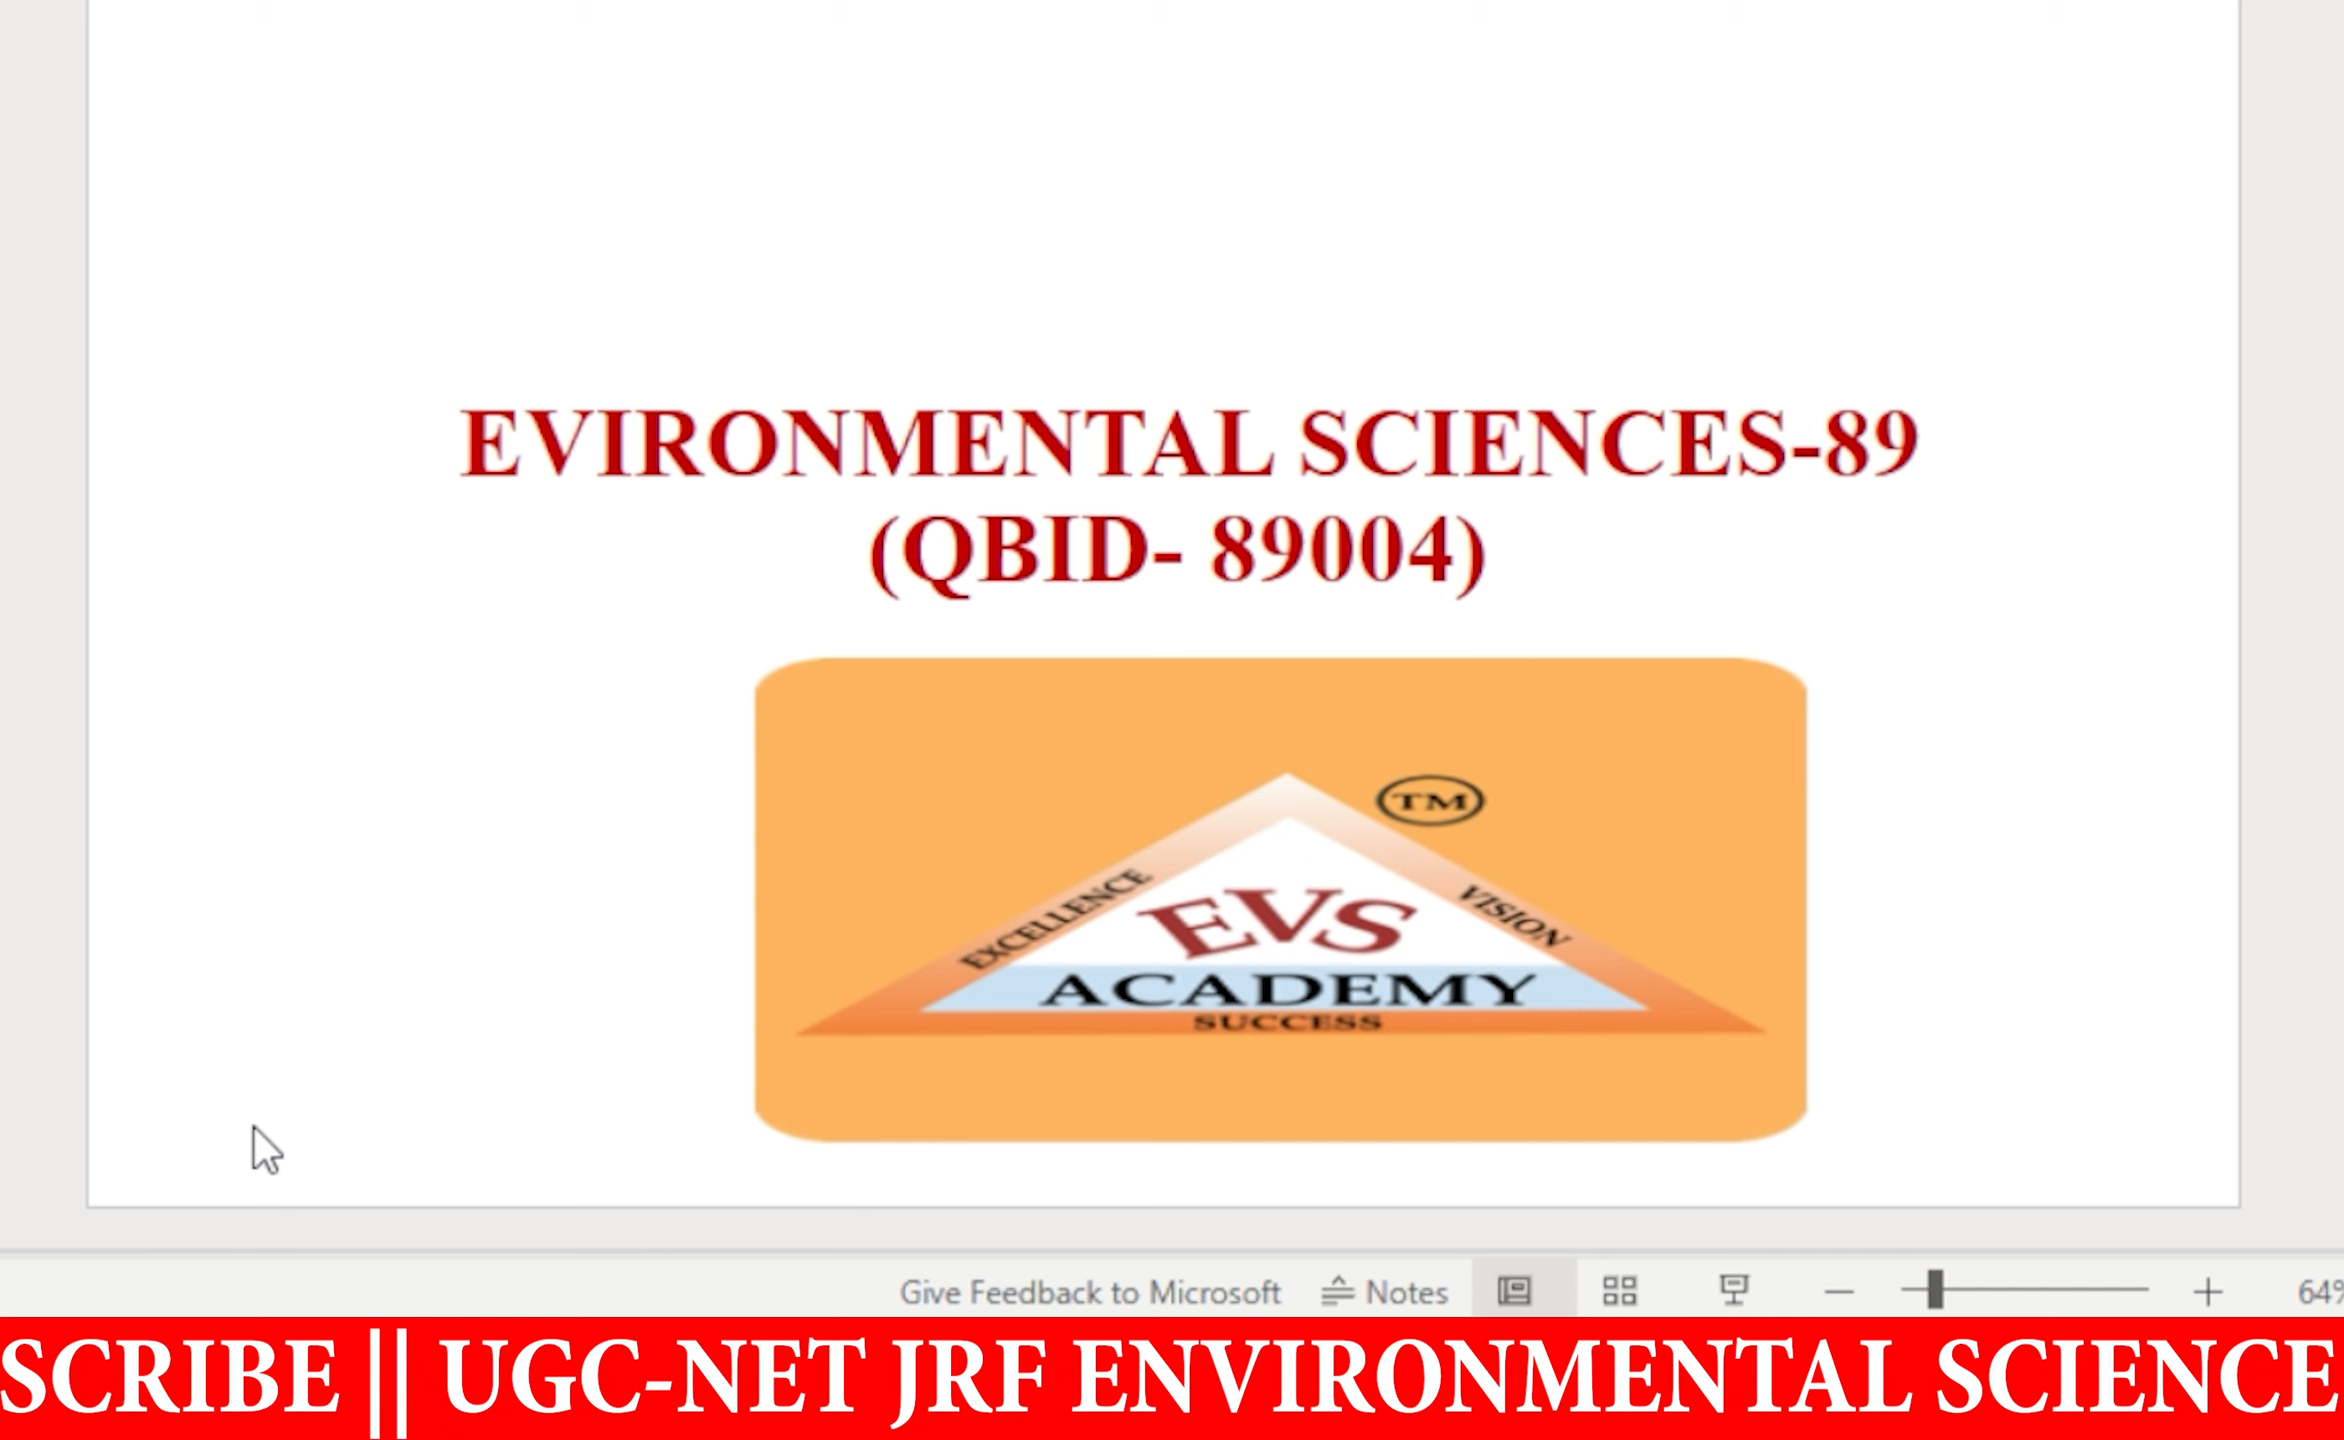 EVIRONMENTAL SCIENCES-89
(QBID- 89004)
TM
EXCELLENCE
VISION
EVS
ACADEMY
SUCCESS
Give Feedback to Microsoft Notes 64%
SCRIBE || UGC-NET JRF ENVIRONMENTAL SCIENCE